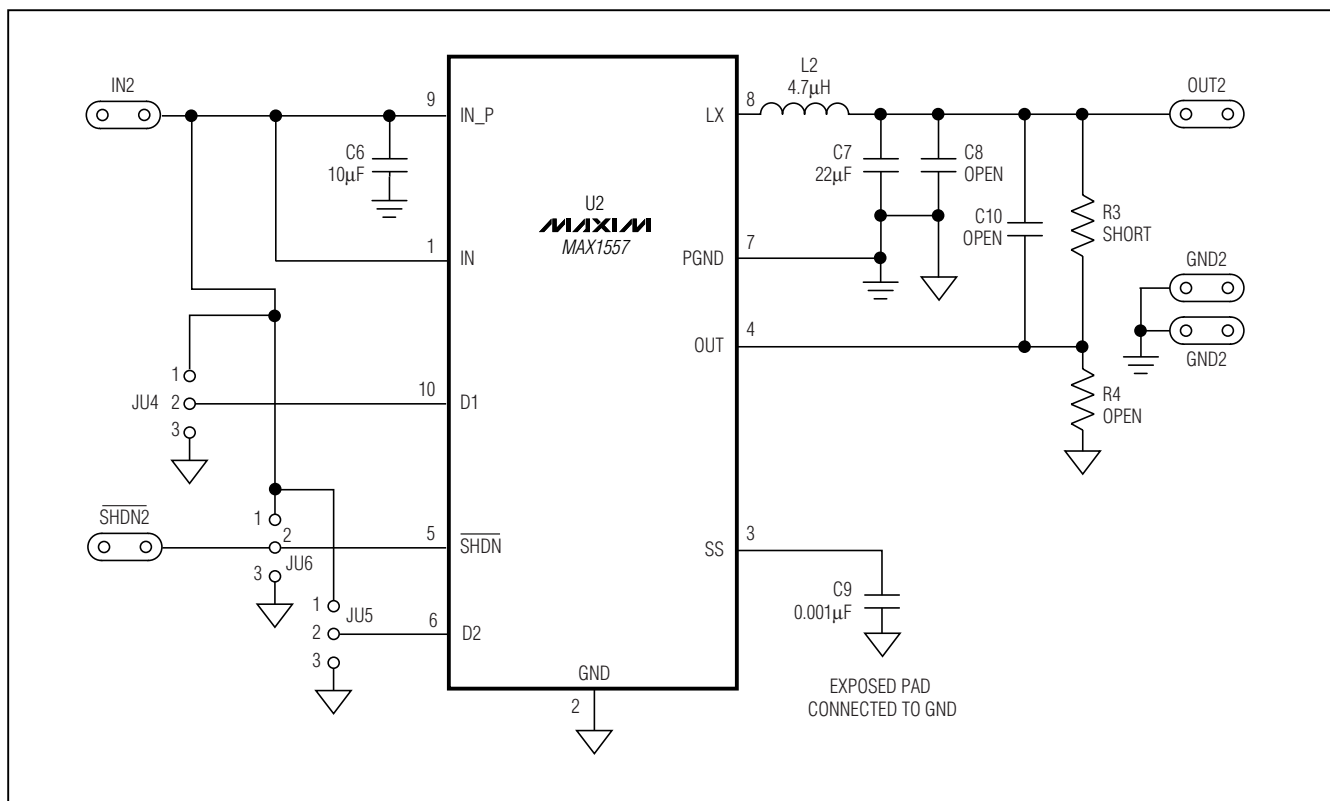 IN2
9
IN_P
C6
10µF
1
IN
U2
MAXIM
MAX1557
L2
4.7µH
8
LX
OUT2
C7
22µF
C8
OPEN
C10
OPEN
R3
SHORT
7
PGND
GND2
GND2
4
OUT
R4
OPEN
1
JU4 2
3
10
D1
SHDN2
1
2
JU6
3
5
SHDN
1
JU5
2
3
6
D2
GND
2
3
SS
C9
0.001µF
EXPOSED PAD
CONNECTED TO GND